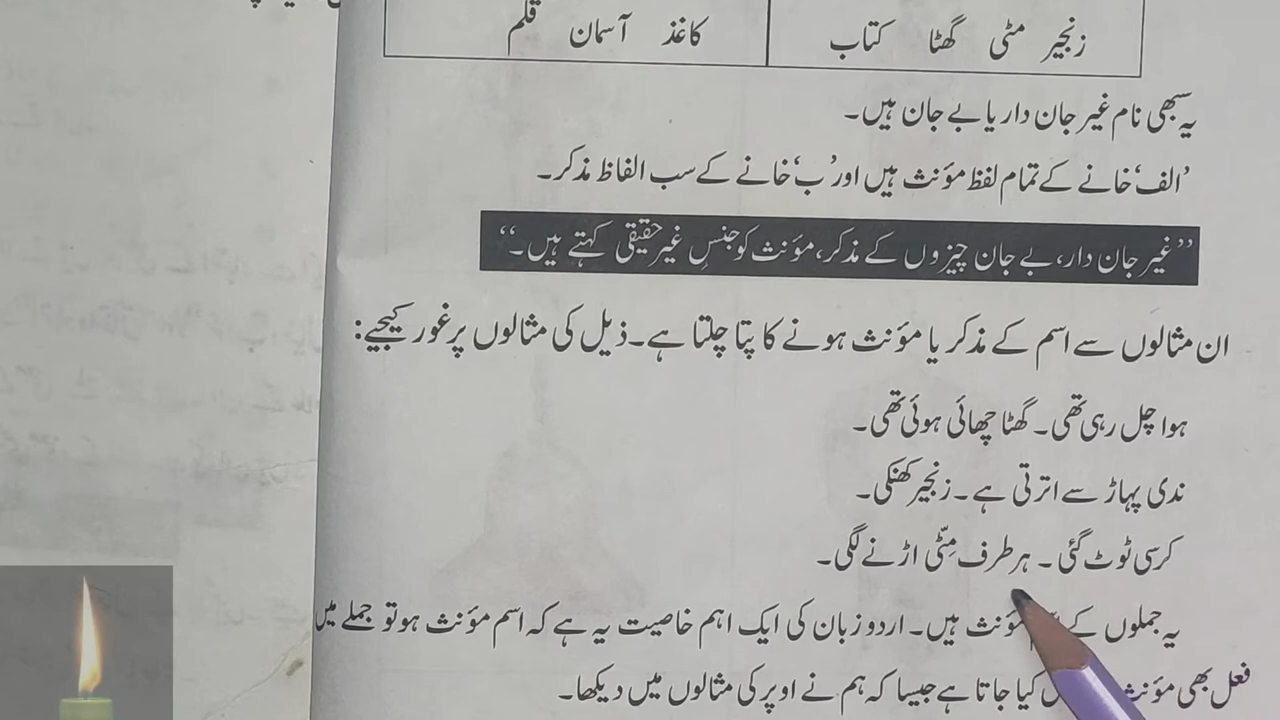 زنجیر مٹی گھٹا کتاب کاغذ آسمان قلم
یہ سبھی نام غیر جان دار یا بے جان ہیں۔
’الف‘ خانے کے تمام لفظ مؤنث ہیں اور ’ب‘ خانے کے سب الفاظ مذکر۔
’’غیر جان دار، بے جان چیزوں کے مذکر، مؤنث کو جنسِ غیر حقیقی کہتے ہیں۔‘‘
ان مثالوں سے اسم کے مذکر یا مؤنث ہونے کا پتا چلتا ہے۔ ذیل کی مثالوں پر غور کیجیے:
ہوا چل رہی تھی۔ گھٹا چھائی ہوئی تھی۔
ندی پہاڑ سے اترتی ہے۔ زنجیر کھنکی۔
کرسی ٹوٹ گئی۔ ہر طرف مِٹّی اڑنے لگی۔
یہ جملوں کے مؤنث ہیں۔ اردو زبان کی ایک اہم خاصیت یہ ہے کہ اسم مؤنث ہو تو جملے میں
فعل بھی مؤنث کیا جاتا ہے جیسا کہ ہم نے اوپر کی مثالوں میں دیکھا۔